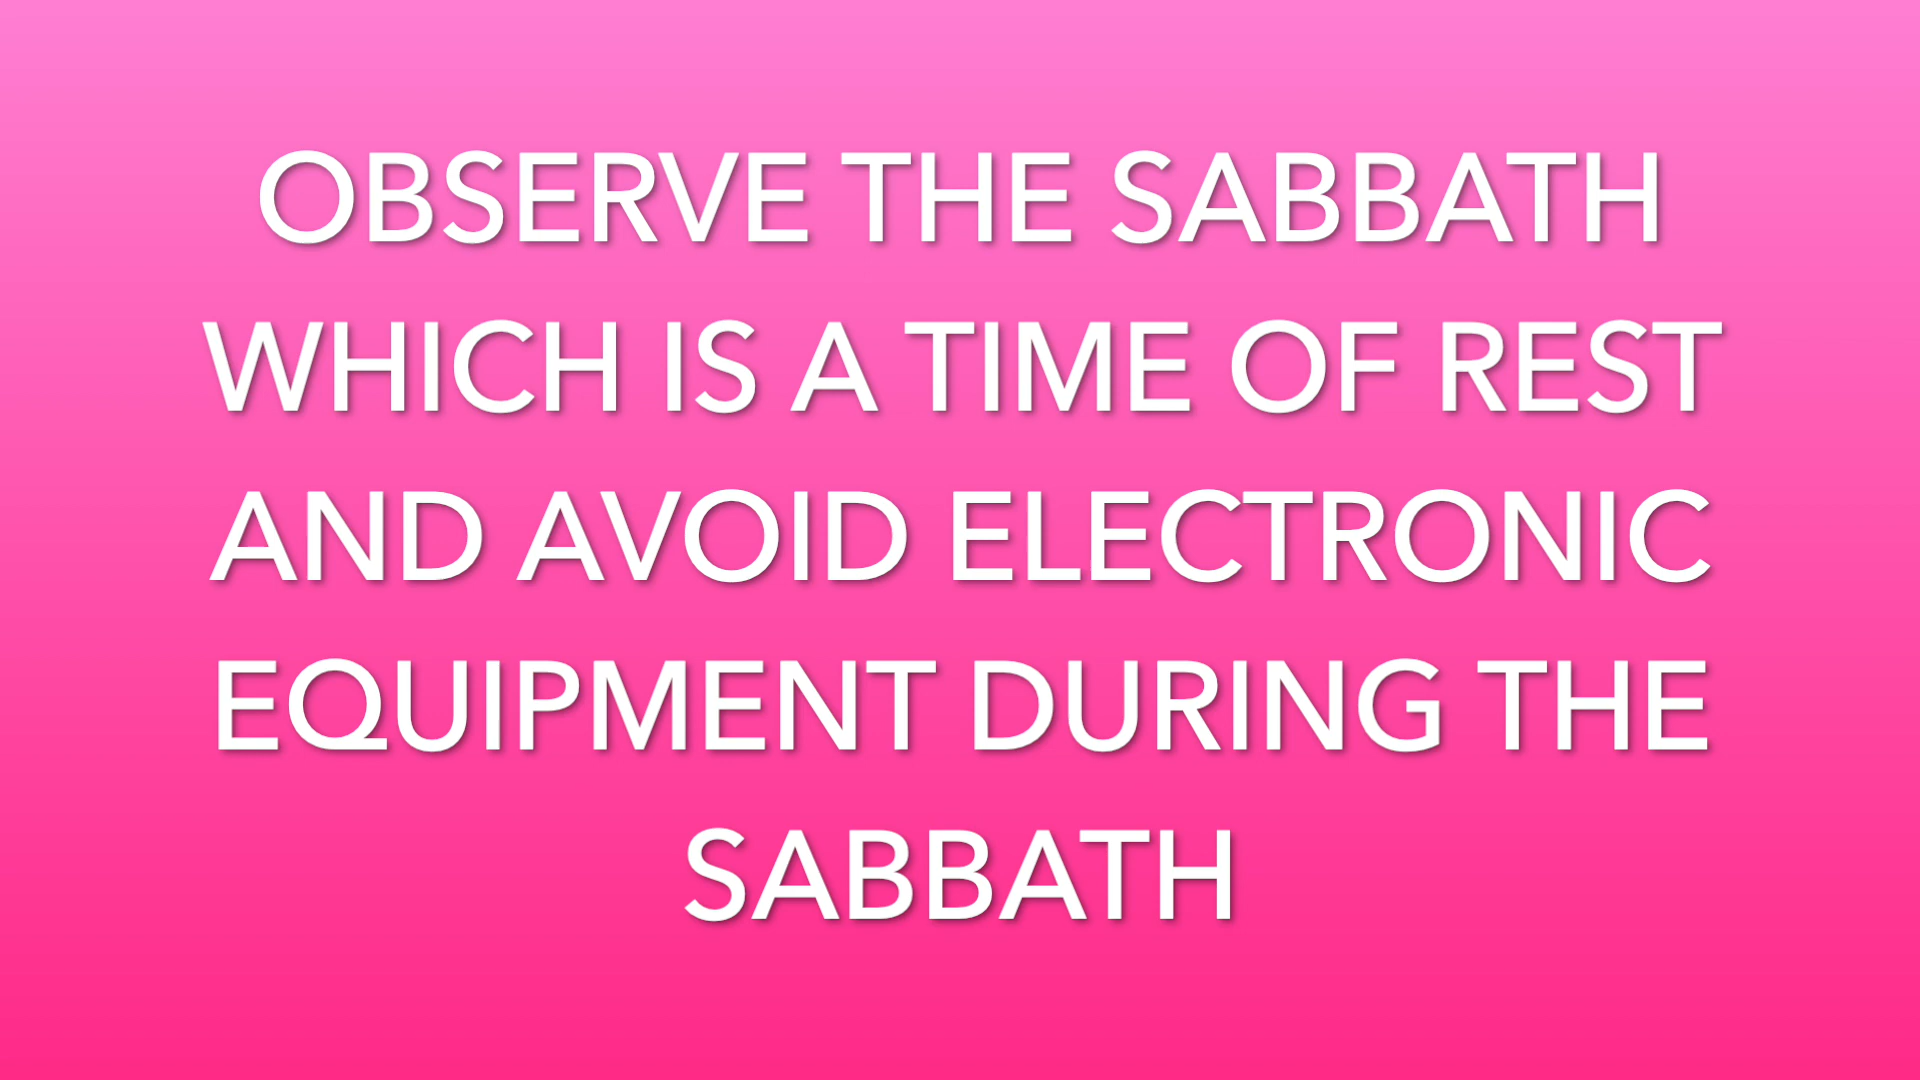 OBSERVE THE SABBATH
WHICH IS A TIME OF REST
AND AVOID ELECTRONIC
EQUIPMENT DURING THE
SABBATH